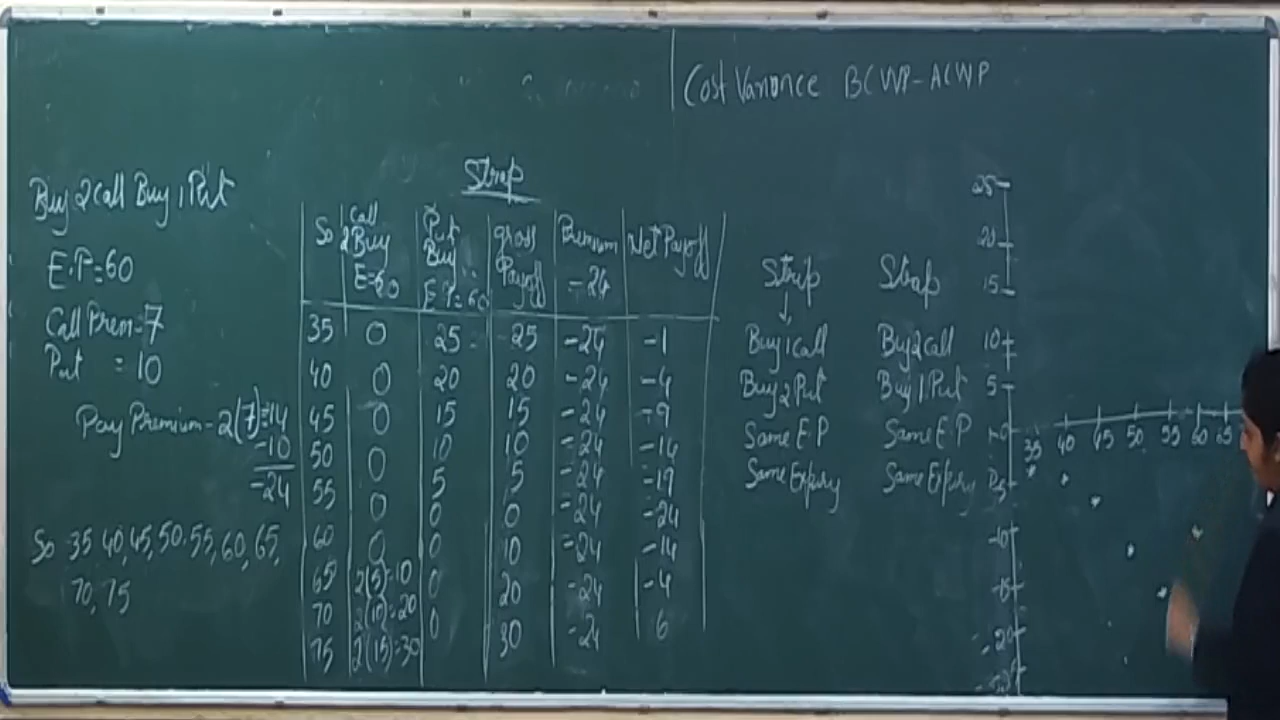 Cost Variance BCWP - ACWP
Strap
Buy 2 Call Buy 1 Put
E.P = 60
Call Prem = 7
Put = 10
Pay Premium - 2(7) = 14
-10
-24
So 35 40, 45, 50, 55, 60, 65,
70, 75
So | Call 2 Buy E=60 | Put Buy E.P = 60 | Gross Payoff | Premium -24 | Net Payoff
35 0 25 25 -24 -1
40 0 20 20 -24 -4
45 0 15 15 -24 -9
50 0 10 10 -24 -14
55 0 5 5 -24 -19
60 0 0 0 -24 -24
65 2(5)=10 0 10 -24 -14
70 2(10)=20 0 20 -24 -4
75 2(15)=30 0 30 -24 6
Strip Strap
Buy 1 Call Buy 2 Call
Buy 2 Put Buy 1 Put
Same E P Same E.P
Same Expiry Same Expiry
25
20
15
10
5
35 40 45 50 55 60 65
-10
-20